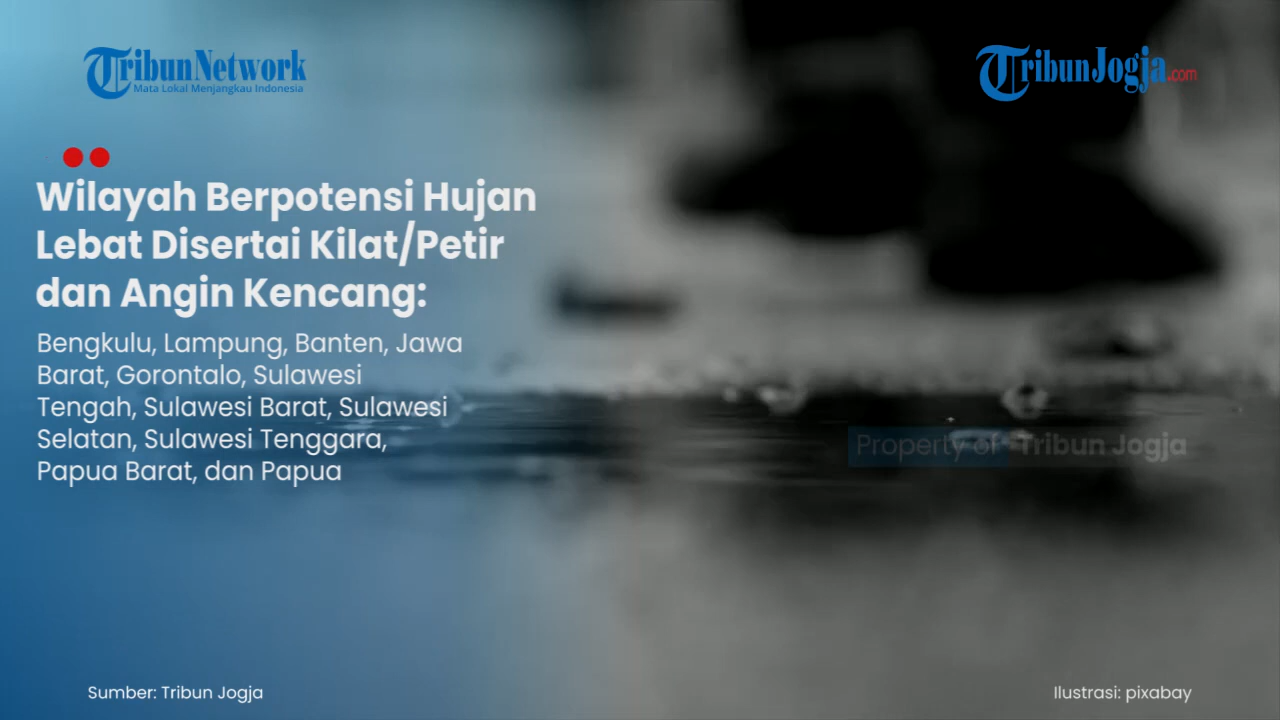 TribunNetwork
Mata Lokal Menjangkau Indonesia
TribunJogja.com
Wilayah Berpotensi Hujan
Lebat Disertai Kilat/Petir
dan Angin Kencang:
Bengkulu, Lampung, Banten, Jawa
Barat, Gorontalo, Sulawesi
Tengah, Sulawesi Barat, Sulawesi
Selatan, Sulawesi Tenggara,
Papua Barat, dan Papua
Property of Tribun Jogja
Sumber: Tribun Jogja
Ilustrasi: pixabay